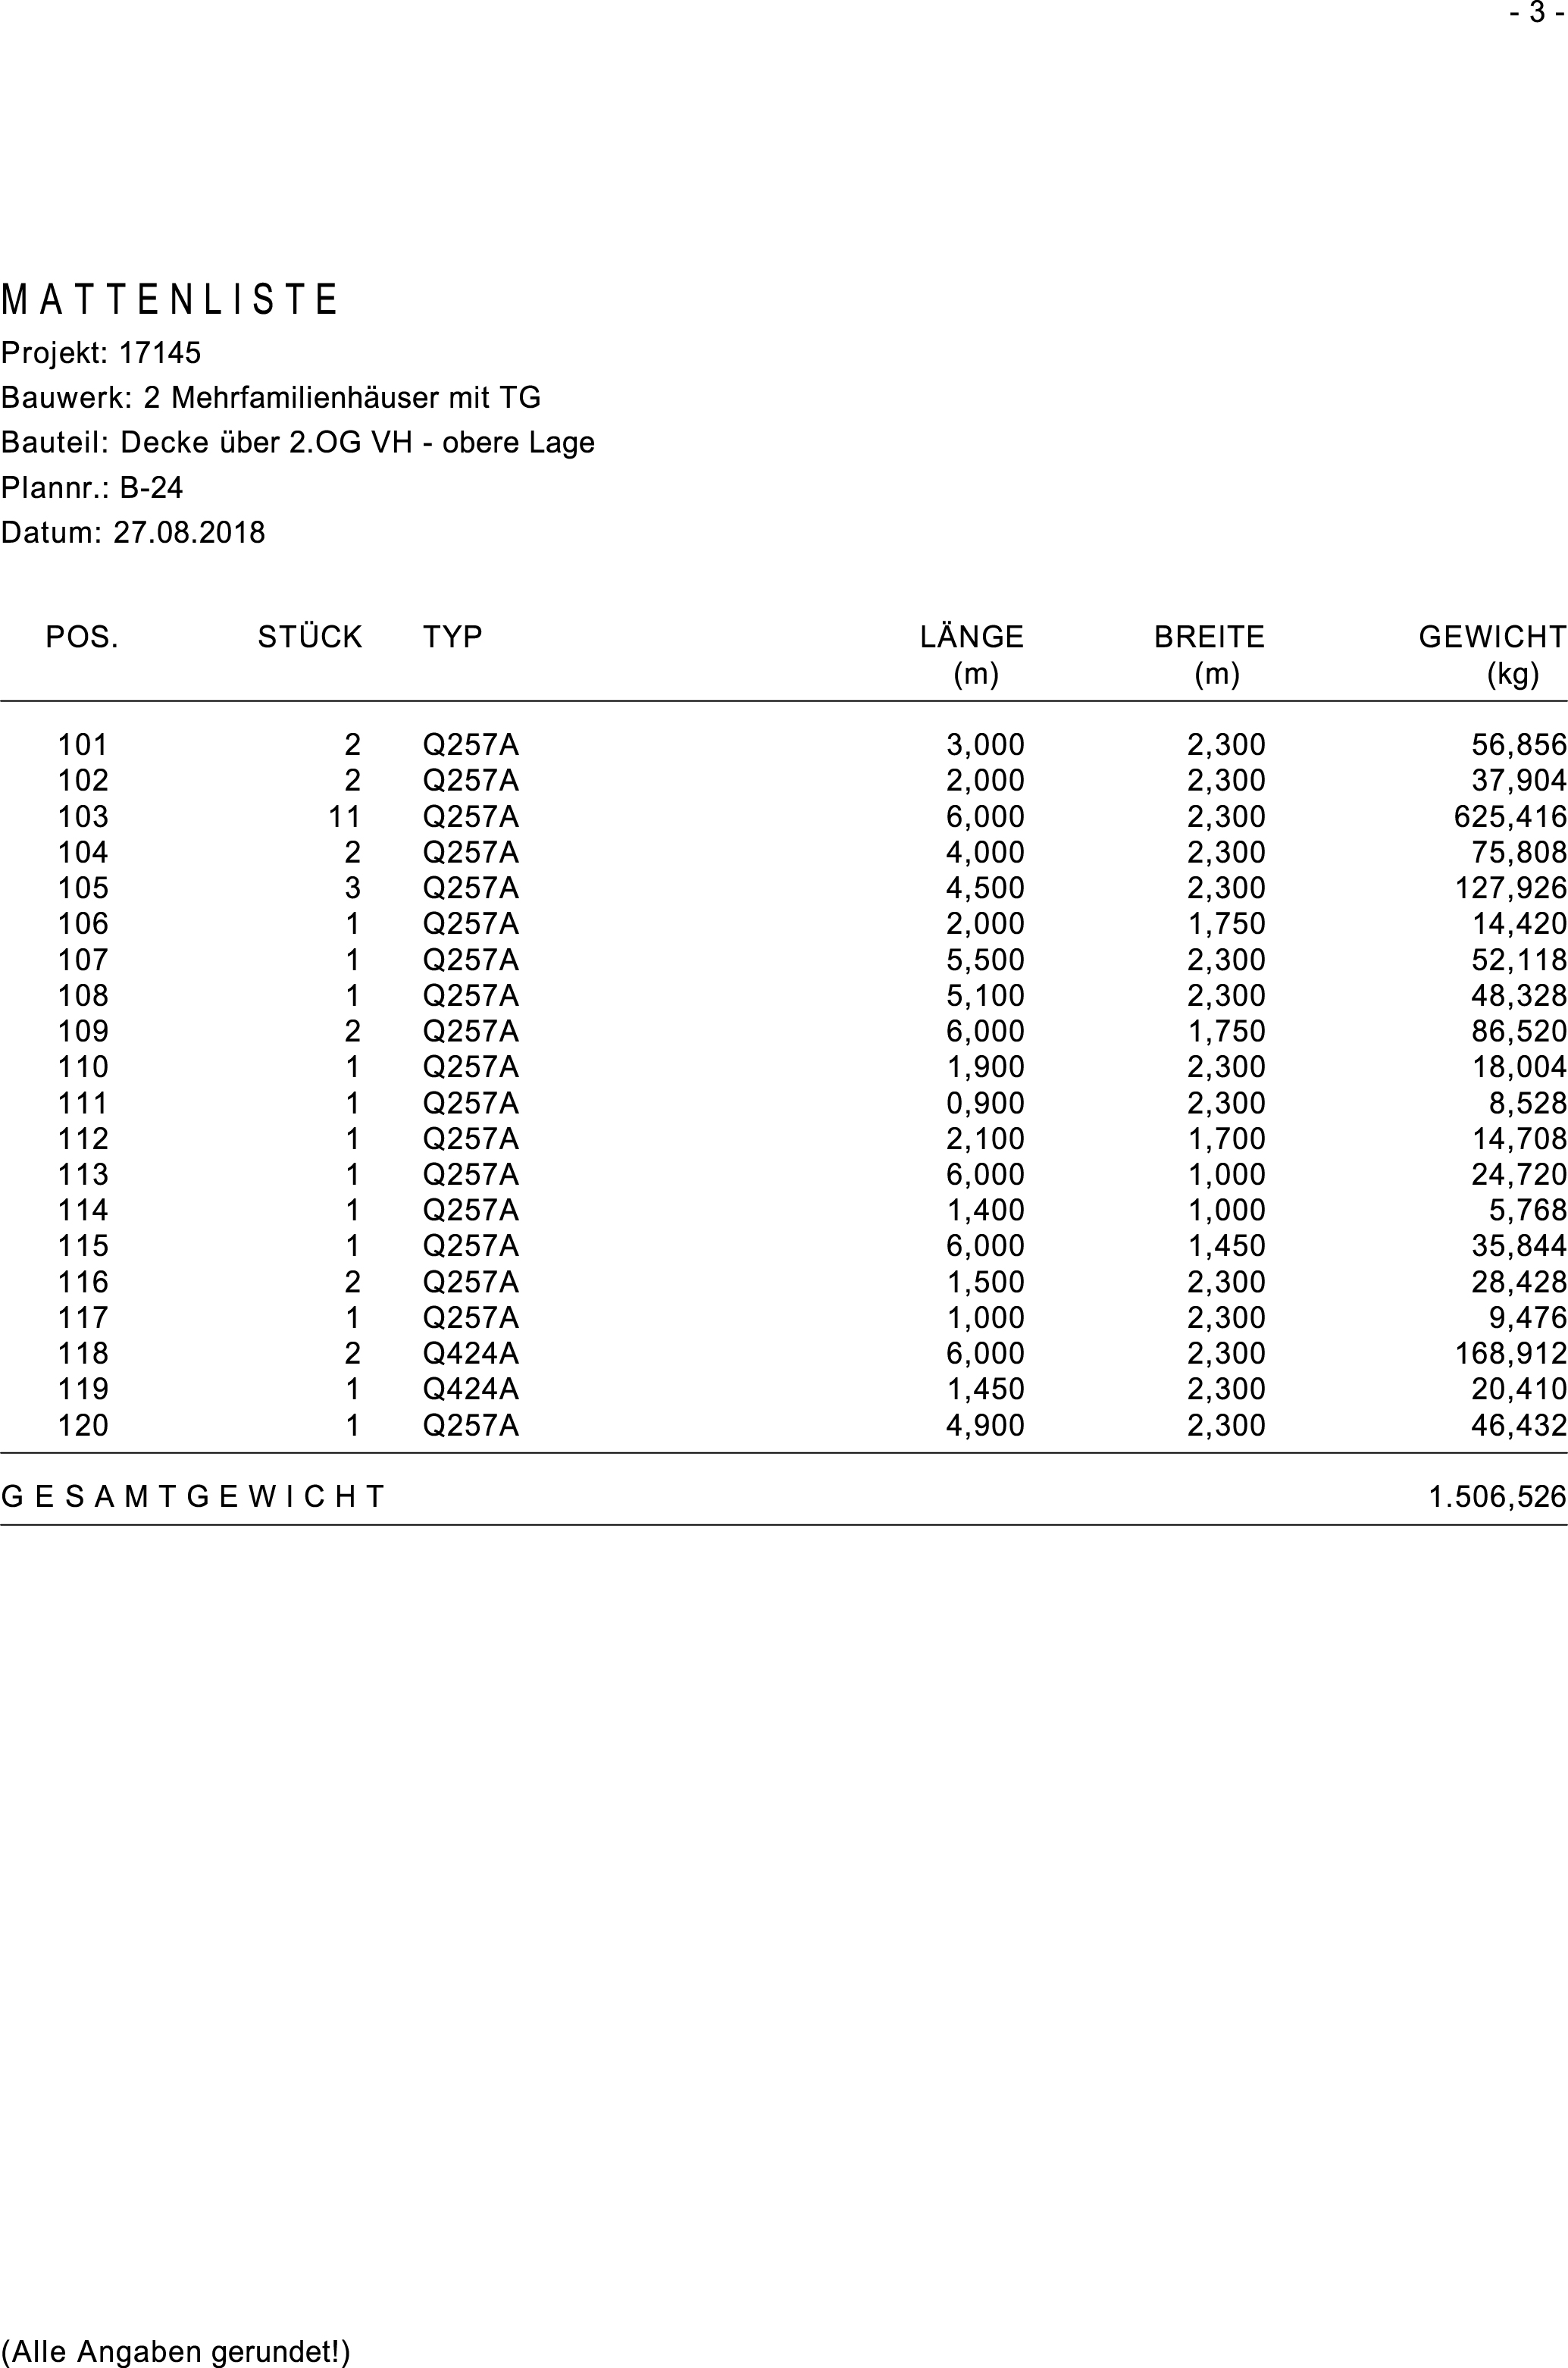 - 3 -
MATTENLISTE
Projekt: 17145
Bauwerk: 2 Mehrfamilienhäuser mit TG
Bauteil: Decke über 2.OG VH - obere Lage
Plannr.: B-24
Datum: 27.08.2018
POS. STÜCK TYP LÄNGE BREITE GEWICHT
(m) (m) (kg)
101 2 Q257A 3,000 2,300 56,856
102 2 Q257A 2,000 2,300 37,904
103 11 Q257A 6,000 2,300 625,416
104 2 Q257A 4,000 2,300 75,808
105 3 Q257A 4,500 2,300 127,926
106 1 Q257A 2,000 1,750 14,420
107 1 Q257A 5,500 2,300 52,118
108 1 Q257A 5,100 2,300 48,328
109 2 Q257A 6,000 1,750 86,520
110 1 Q257A 1,900 2,300 18,004
111 1 Q257A 0,900 2,300 8,528
112 1 Q257A 2,100 1,700 14,708
113 1 Q257A 6,000 1,000 24,720
114 1 Q257A 1,400 1,000 5,768
115 1 Q257A 6,000 1,450 35,844
116 2 Q257A 1,500 2,300 28,428
117 1 Q257A 1,000 2,300 9,476
118 2 Q424A 6,000 2,300 168,912
119 1 Q424A 1,450 2,300 20,410
120 1 Q257A 4,900 2,300 46,432
GESAMTGEWICHT 1.506,526
(Alle Angaben gerundet!)